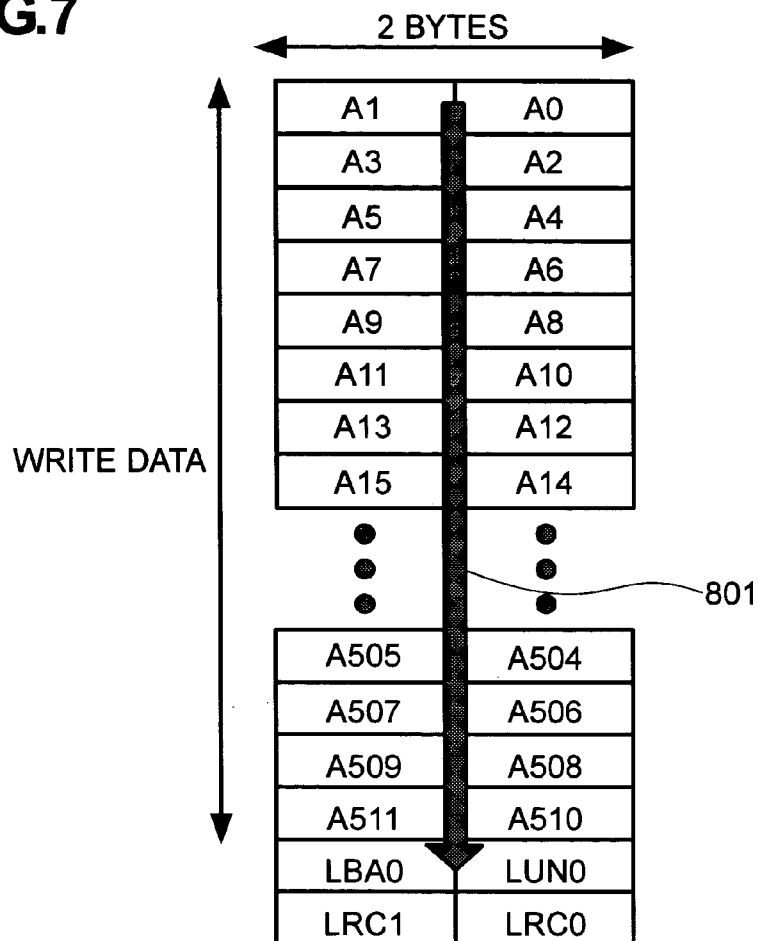 G.7
2 BYTES
A1 A0
A3 A2
A5 A4
A7 A6
A9 A8
A11 A10
A13 A12
WRITE DATA
A15 A14
801
A505 A504
A507 A506
A509 A508
A511 A510
LBA0 LUN0
LRC1 LRC0